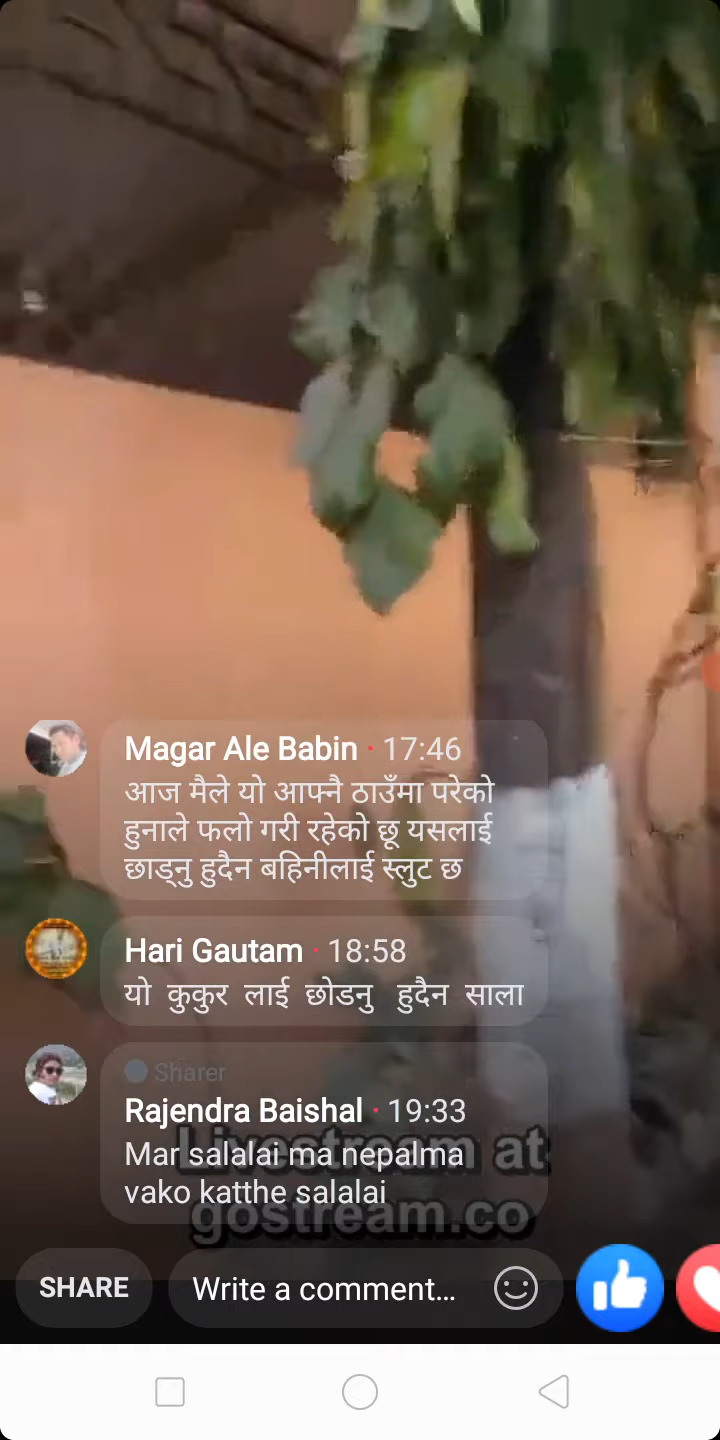 Magar Ale Babin · 17:46
आज मैले यो आफ्नै ठाउँमा परेको
हुनाले फलो गरी रहेको छू यसलाई
छाड्नु हुदैन बहिनीलाई स्लुट छ
Hari Gautam · 18:58
यो कुकुर लाई छोडनु हुदैन साला
Sharer
Rajendra Baishal · 19:33
Mar salalai ma nepalma
vako katthe salalai
Livestream at
gostream.co
SHARE
Write a comment...